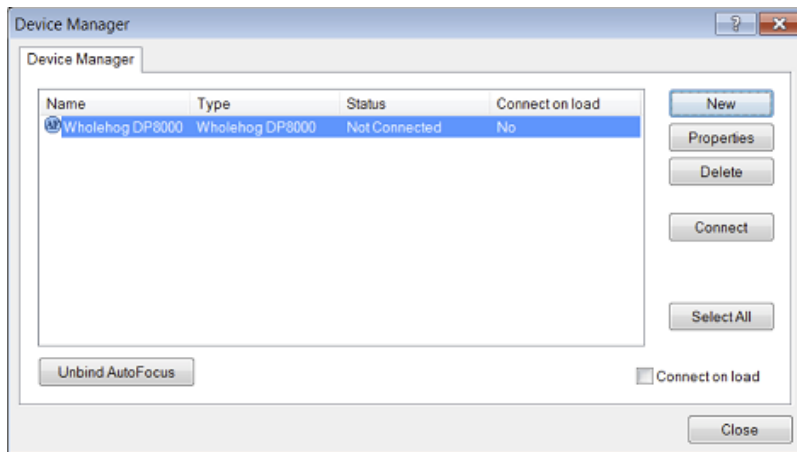 Device Manager
Device Manager
Name Type Status Connect on load
Wholehog DP8000 Wholehog DP8000 Not Connected No
New
Properties
Delete
Connect
Select All
Unbind AutoFocus
Connect on load
Close